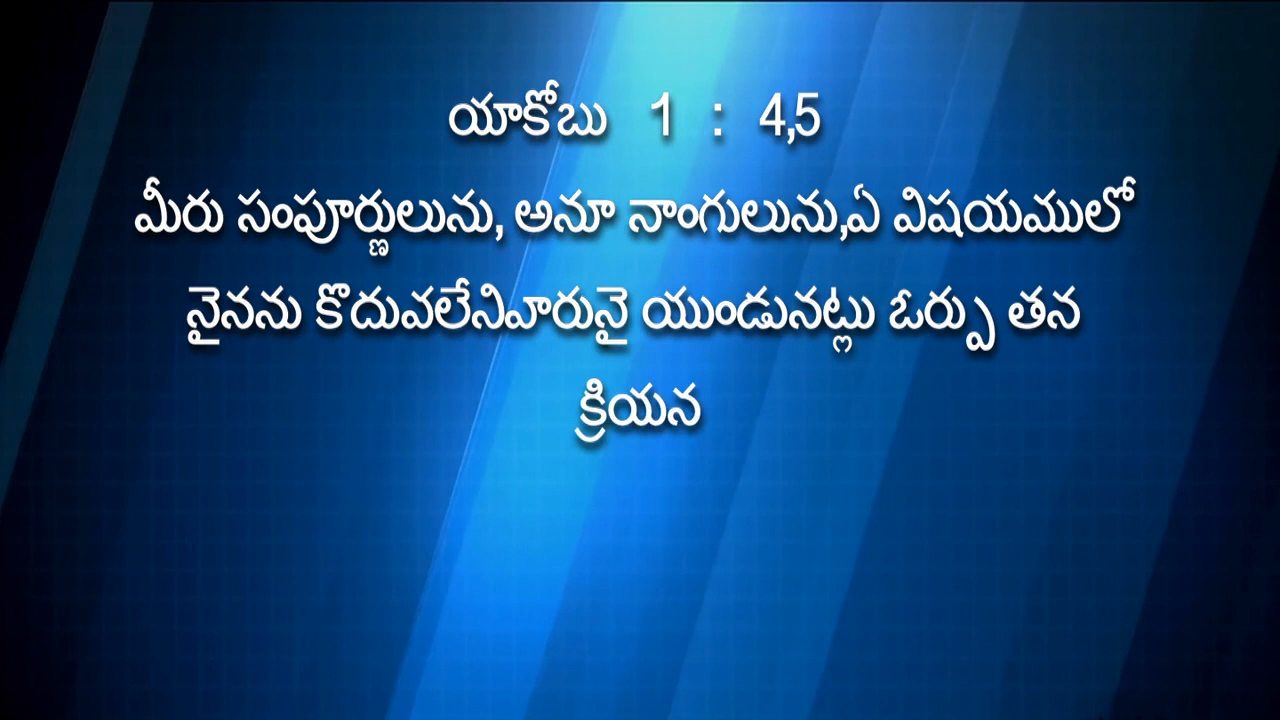 యాకోబు 1 : 4,5
మీరు సంపూర్ణులును, అనూ నాంగులును,ఏ విషయములో
నైనను కొదువలేనివారునై యుండునట్లు ఓర్పు తన
క్రియన